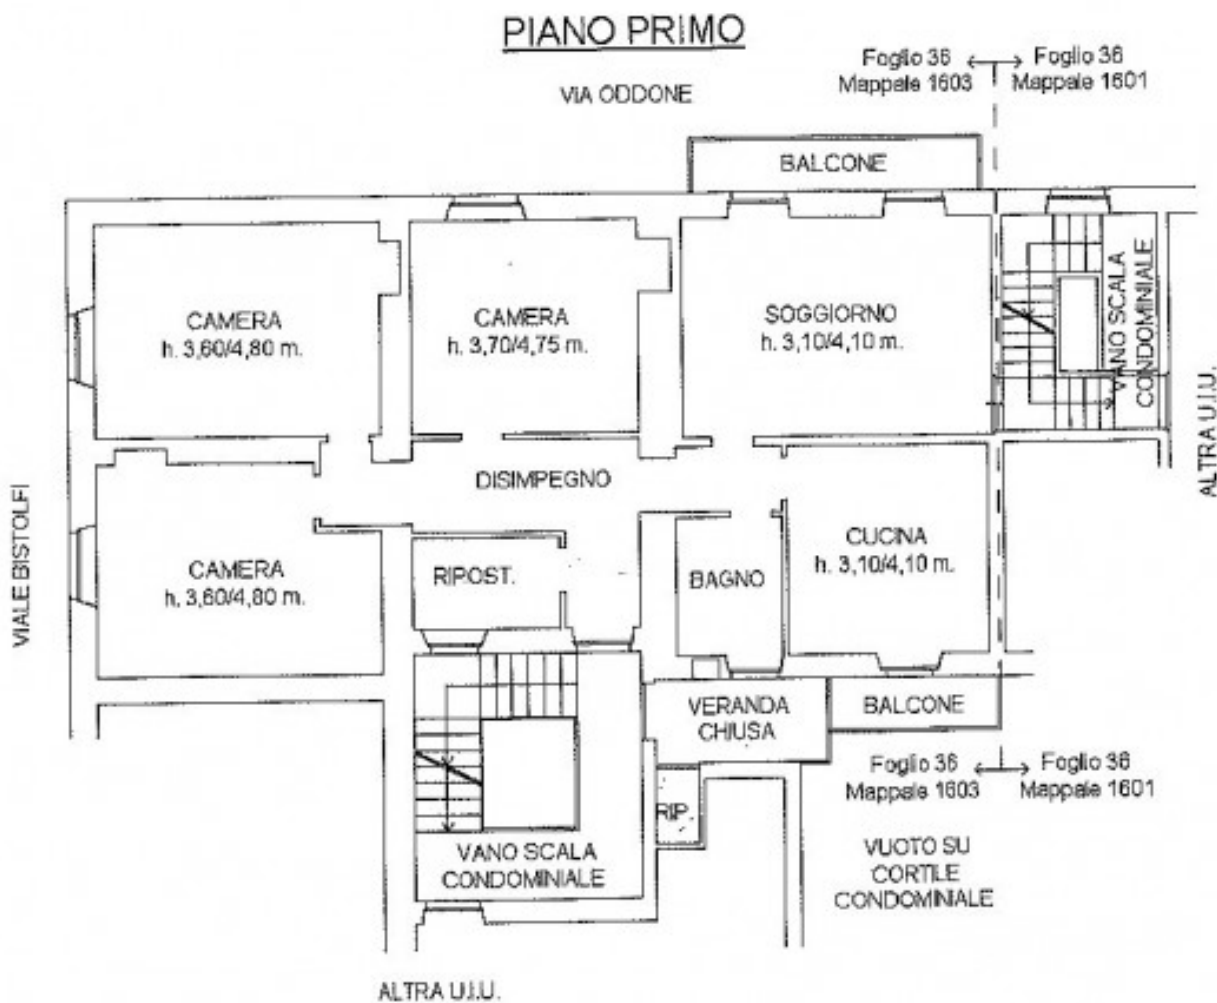 PIANO PRIMO
Foglio 36
Mappale 1603
Foglio 36
Mappale 1601
VIA ODDONE
BALCONE
CAMERA
h. 3,60/4,80 m.
CAMERA
h. 3,70/4,75 m.
SOGGIORNO
h. 3,10/4,10 m.
VANO SCALA
CONDOMINIALE
ALTRA U.I.U.
VIALE BISTOLFI
DISIMPEGNO
CAMERA
h. 3,60/4,80 m.
RIPOST.
BAGNO
CUCINA
h. 3,10/4,10 m.
VERANDA
CHIUSA
BALCONE
Foglio 36
Mappale 1603
Foglio 36
Mappale 1601
RIP.
VANO SCALA
CONDOMINIALE
VUOTO SU
CORTILE
CONDOMINIALE
ALTRA U.I.U.